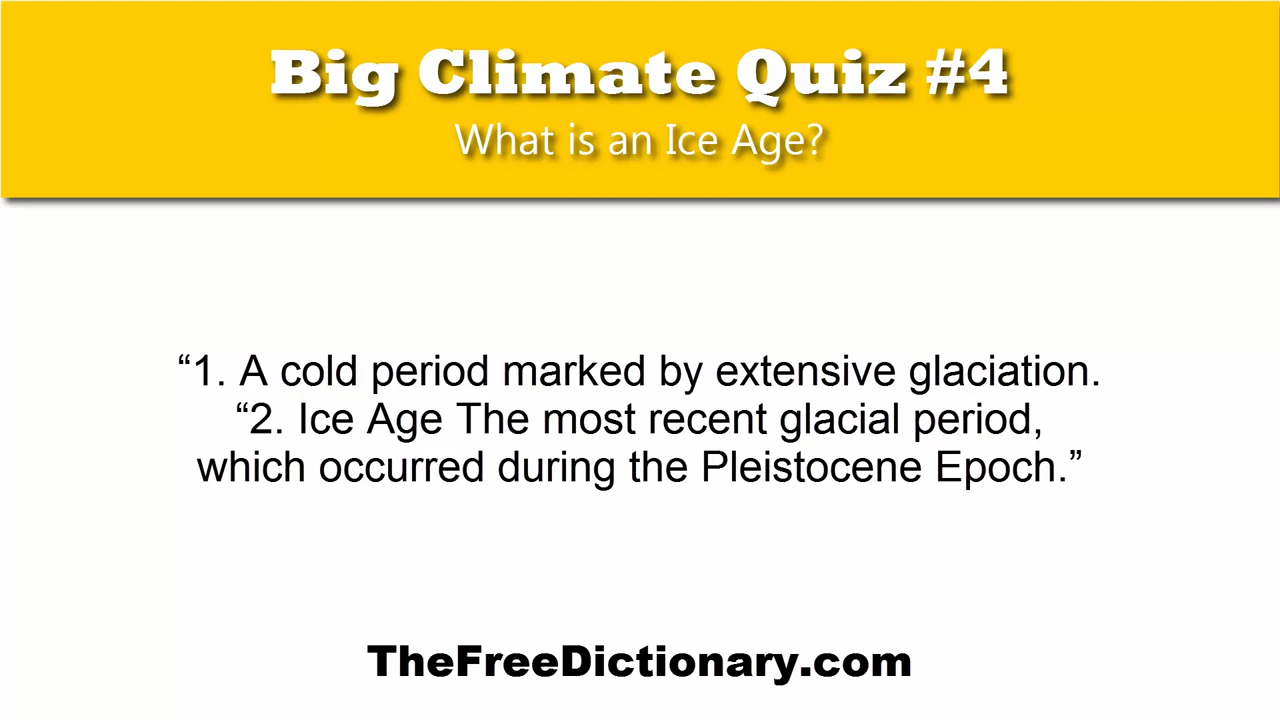 Big Climate Quiz #4
What is an Ice Age?
“1. A cold period marked by extensive glaciation.
“2. Ice Age The most recent glacial period,
which occurred during the Pleistocene Epoch.”
TheFreeDictionary.com